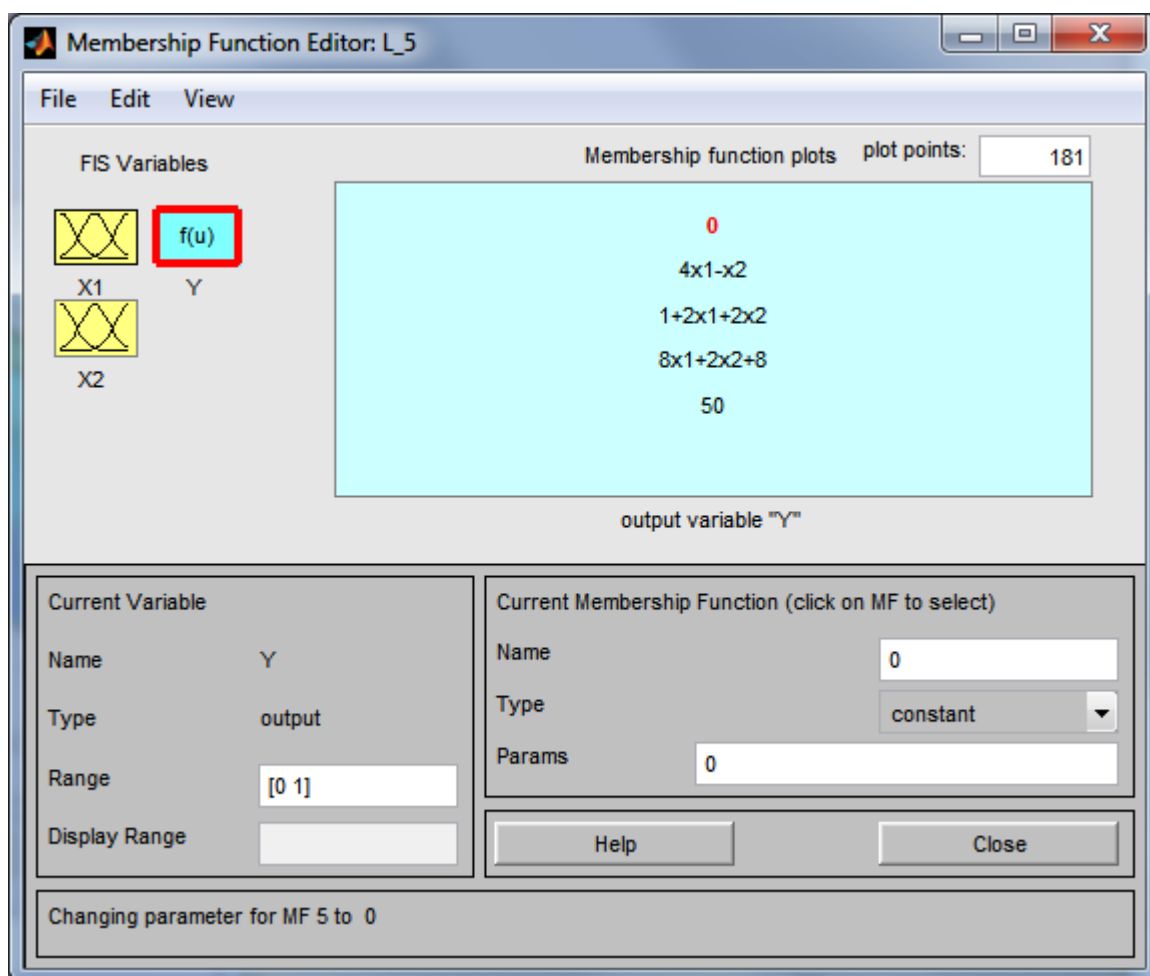 Membership Function Editor: L_5
File Edit View
FIS Variables
Membership function plots plot points: 181
f(u)
X1 Y
X2
0
4x1-x2
1+2x1+2x2
8x1+2x2+8
50
output variable "Y"
Current Variable
Name Y
Type output
Range [0 1]
Display Range
Current Membership Function (click on MF to select)
Name 0
Type constant
Params 0
Help Close
Changing parameter for MF 5 to 0